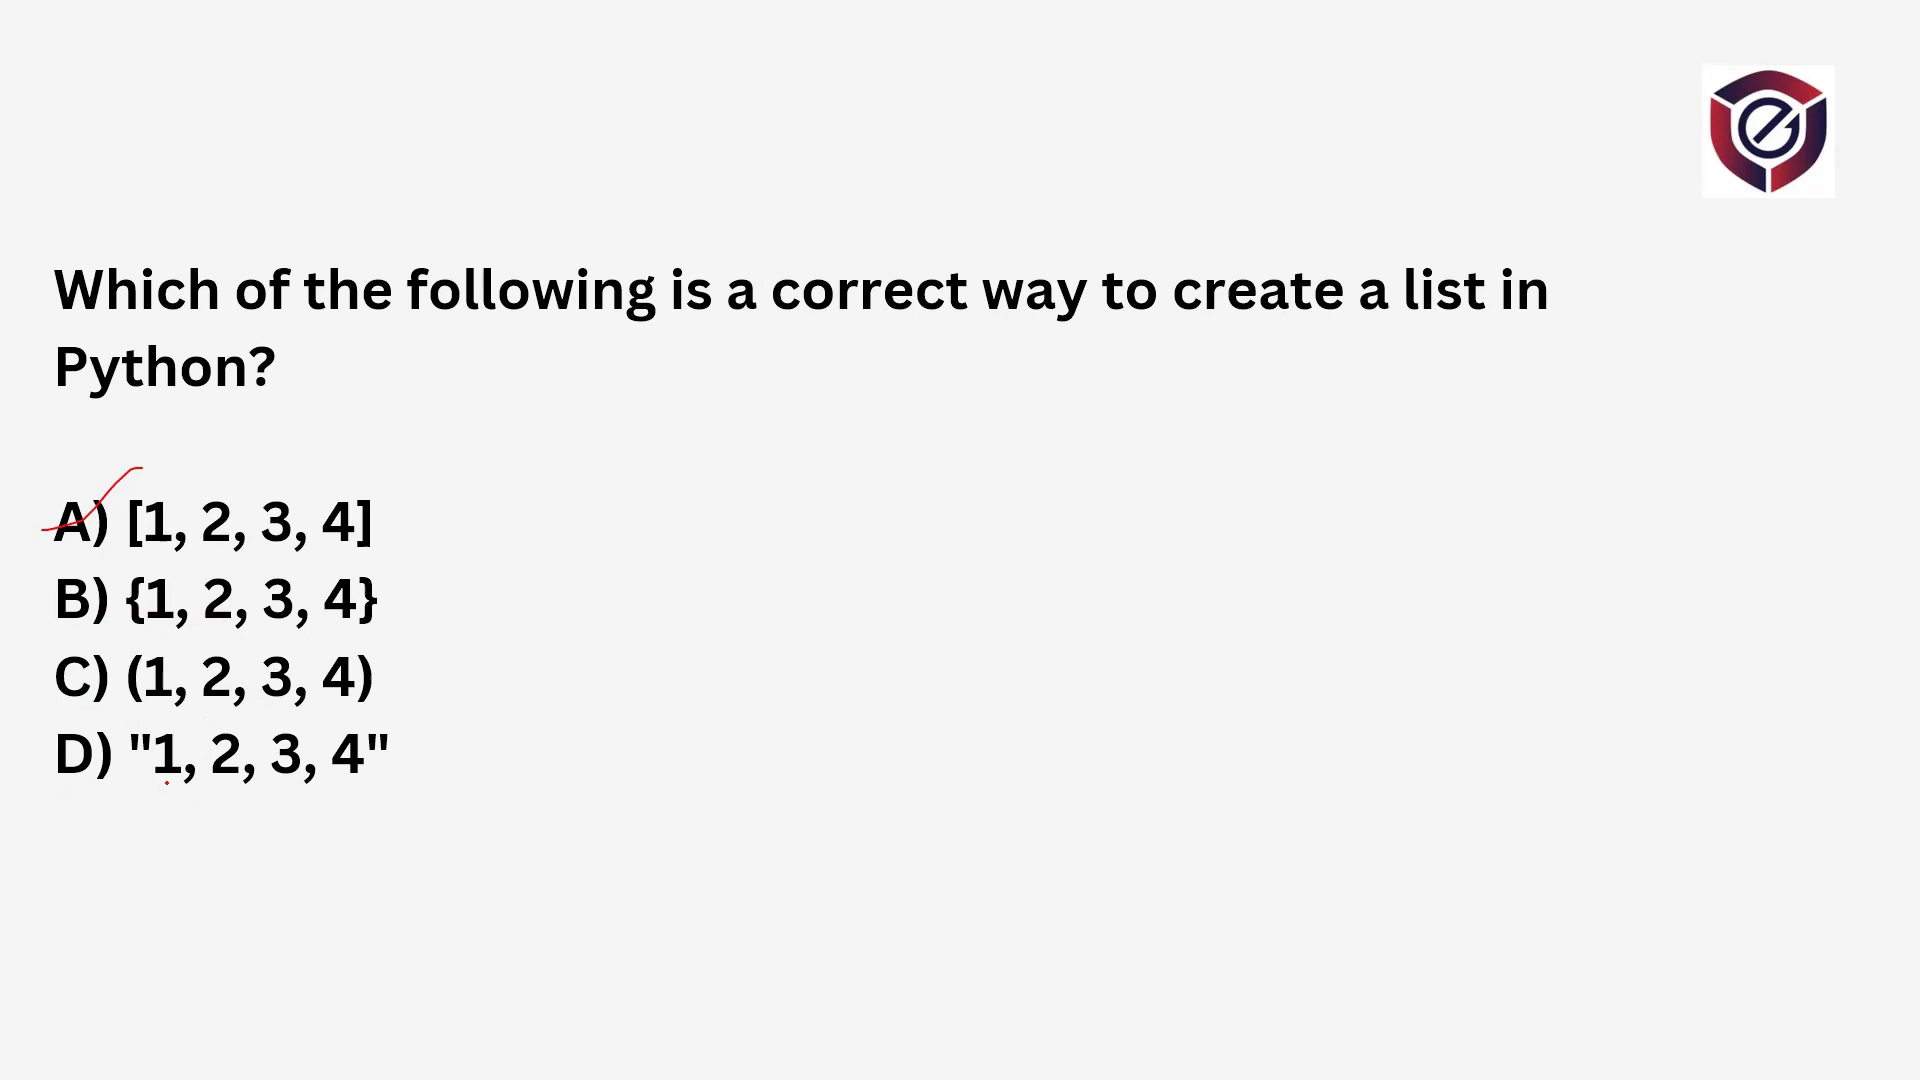 Which of the following is a correct way to create a list in
Python?
A) [1, 2, 3, 4]
B) {1, 2, 3, 4}
C) (1, 2, 3, 4)
D) "1, 2, 3, 4"